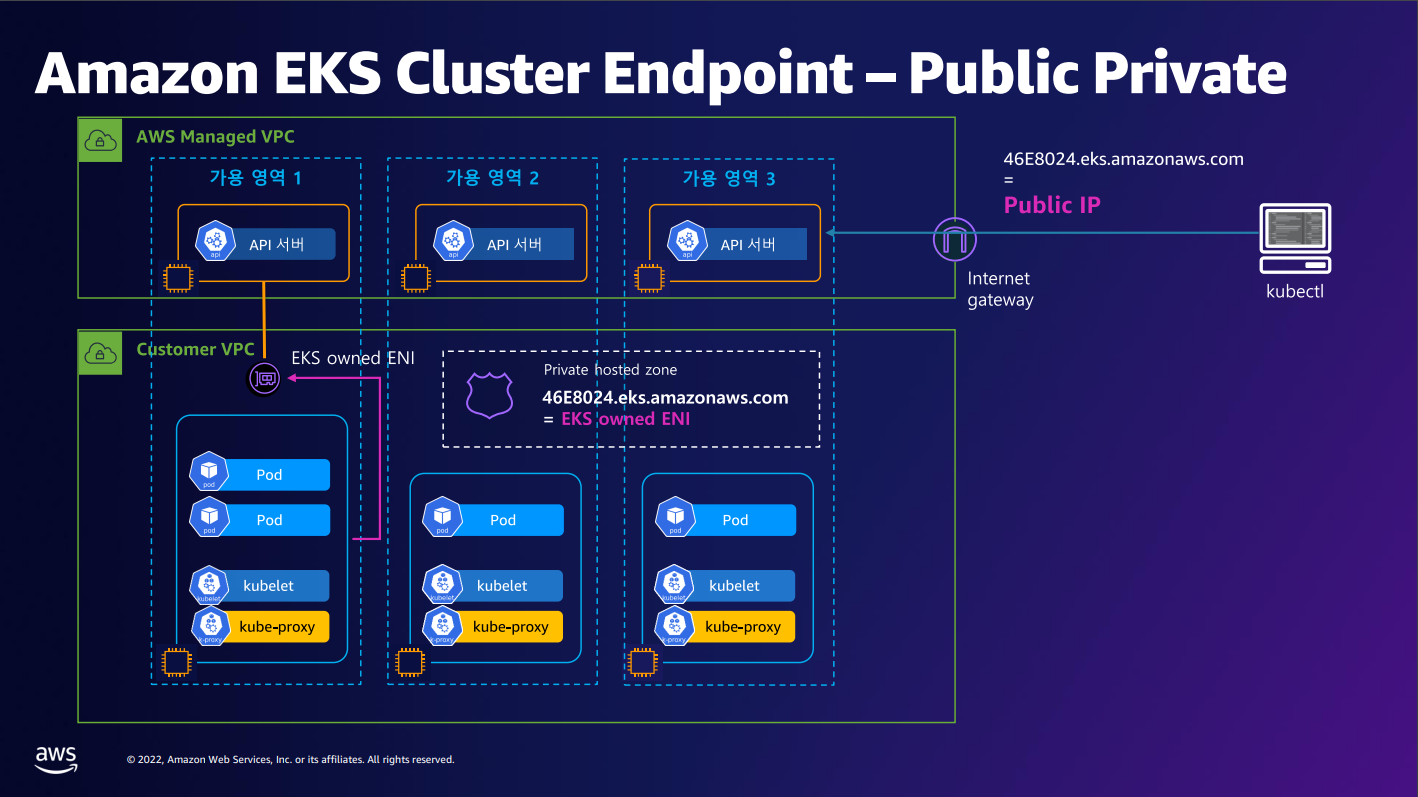 Amazon EKS Cluster Endpoint – Public Private
AWS Managed VPC
가용 영역 1
가용 영역 2
가용 영역 3
API 서버
api
API 서버
api
API 서버
api
46E8024.eks.amazonaws.com
=
Public IP
Internet
gateway
kubectl
Customer VPC
EKS owned ENI
Private hosted zone
46E8024.eks.amazonaws.com
= EKS owned ENI
Pod
pod
Pod
pod
kubelet
kubelet
kube-proxy
k-proxy
Pod
pod
kubelet
kubelet
kube-proxy
k-proxy
Pod
pod
kubelet
kubelet
kube-proxy
k-proxy
aws
© 2022, Amazon Web Services, Inc. or its affiliates. All rights reserved.